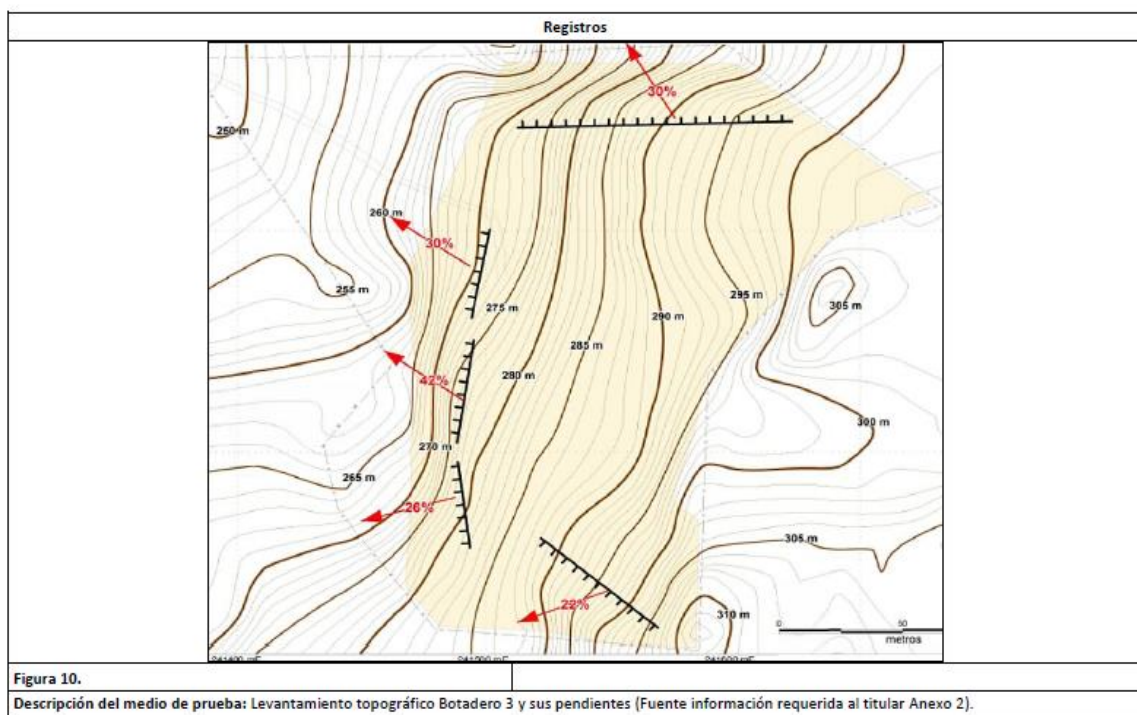 Registros
30%
250 m
260 m
30%
255 m
275 m
295 m
305 m
290 m
285 m
42%
280 m
300 m
270 m
265 m
26%
305 m
22%
310 m
0 50
metros
Figura 10.
Descripción del medio de prueba: Levantamiento topográfico Botadero 3 y sus pendientes (Fuente información requerida al titular Anexo 2).